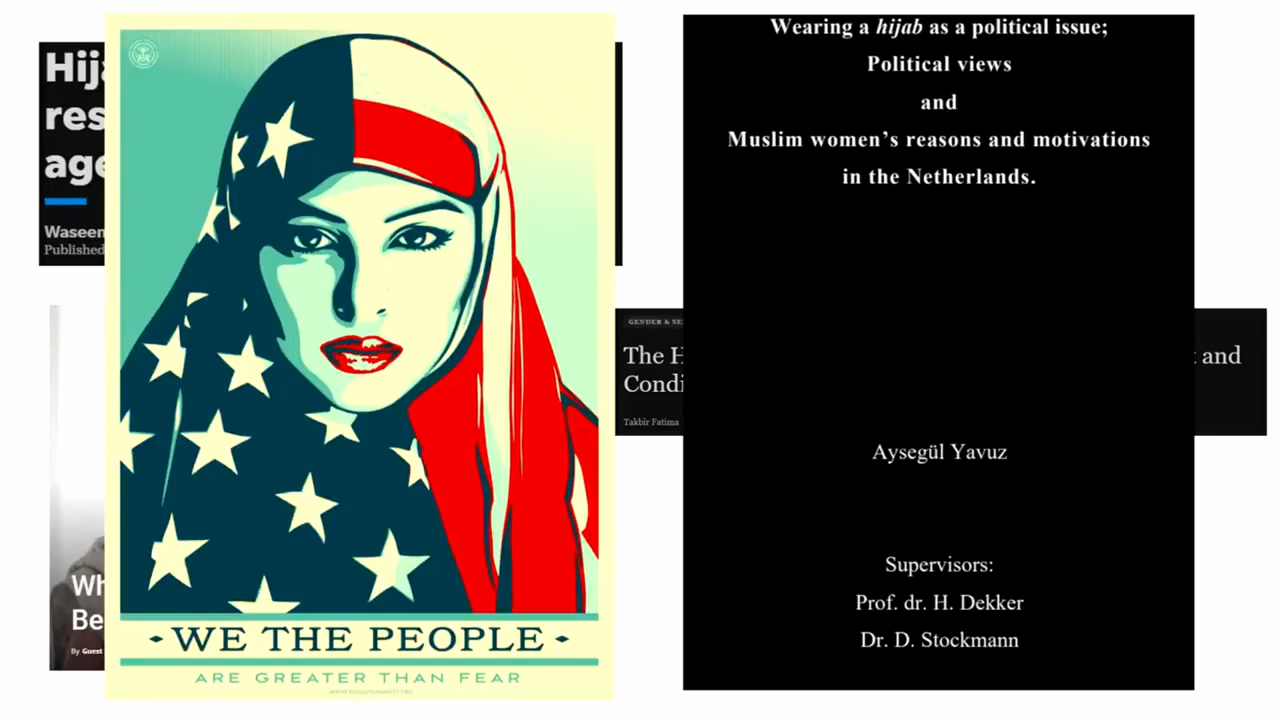 Hij
res
age
Waseem
Published
WE THE PEOPLE
ARE GREATER THAN FEAR
Wearing a hijab as a political issue;
Political views
and
Muslim women's reasons and motivations
in the Netherlands.
Aysegül Yavuz
Supervisors:
Prof. dr. H. Dekker
Dr. D. Stockmann
GENDER & SE
The H and
Condi
Takbir Fatima
Wh
Be
By Guest